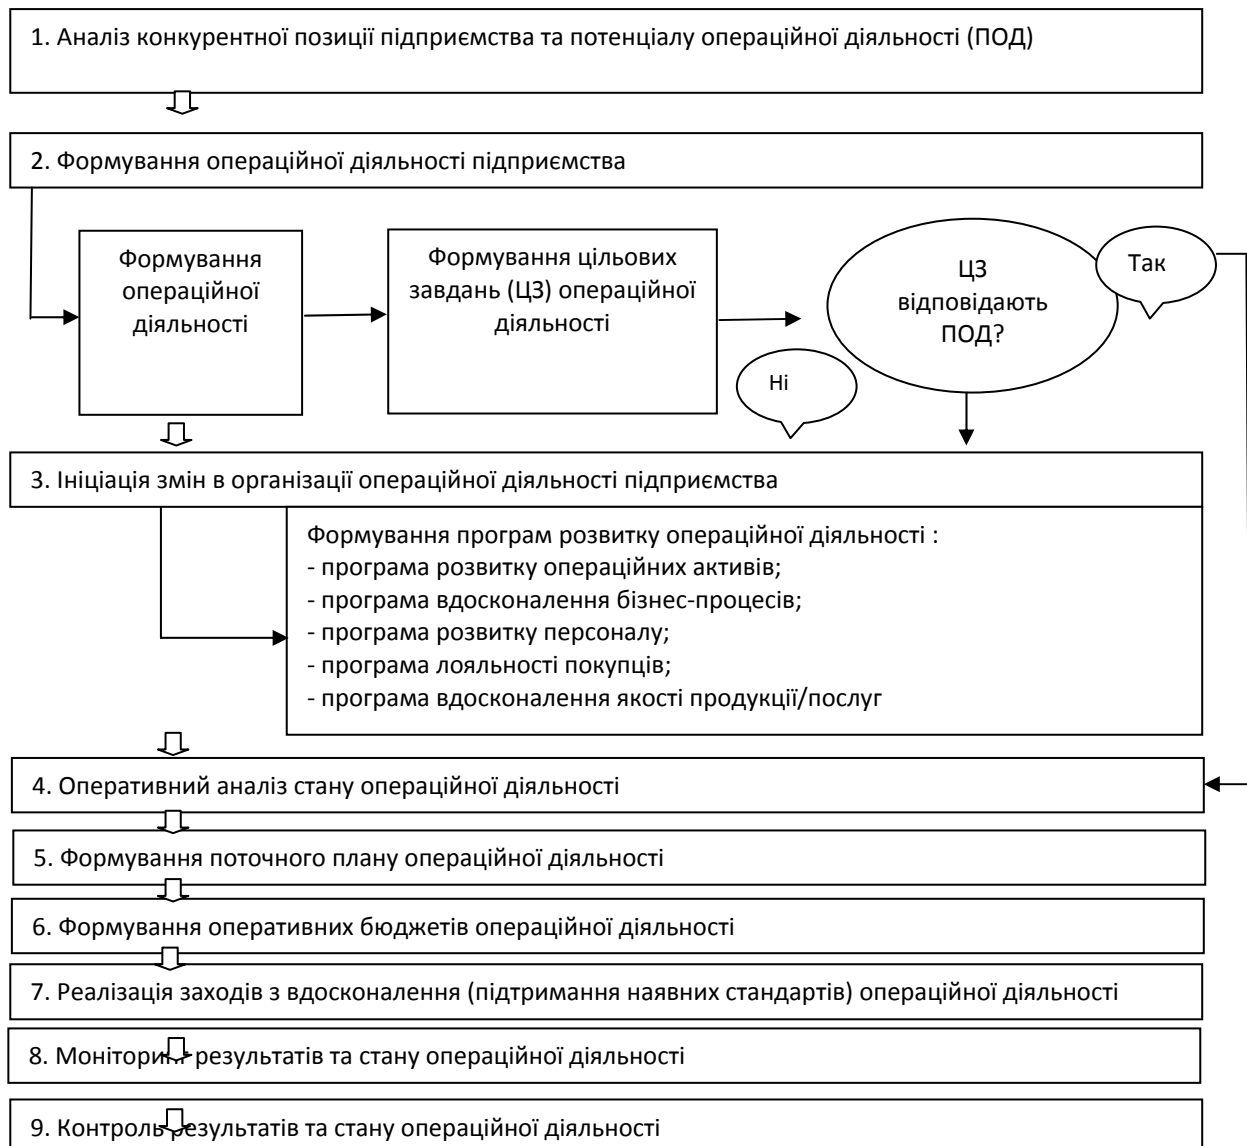 1. Аналіз конкурентної позиції підприємства та потенціалу операційної діяльності (ПОД)
2. Формування операційної діяльності підприємства
Формування
операційної
діяльності
Формування цільових
завдань (ЦЗ) операційної
діяльності
ЦЗ
відповідають
ПОД?
Так
Ні
3. Ініціація змін в організації операційної діяльності підприємства
Формування програм розвитку операційної діяльності :
- програма розвитку операційних активів;
- програма вдосконалення бізнес-процесів;
- програма розвитку персоналу;
- програма лояльності покупців;
- програма вдосконалення якості продукції/послуг
4. Оперативний аналіз стану операційної діяльності
5. Формування поточного плану операційної діяльності
6. Формування оперативних бюджетів операційної діяльності
7. Реалізація заходів з вдосконалення (підтримання наявних стандартів) операційної діяльності
8. Моніторинг результатів та стану операційної діяльності
9. Контроль результатів та стану операційної діяльності